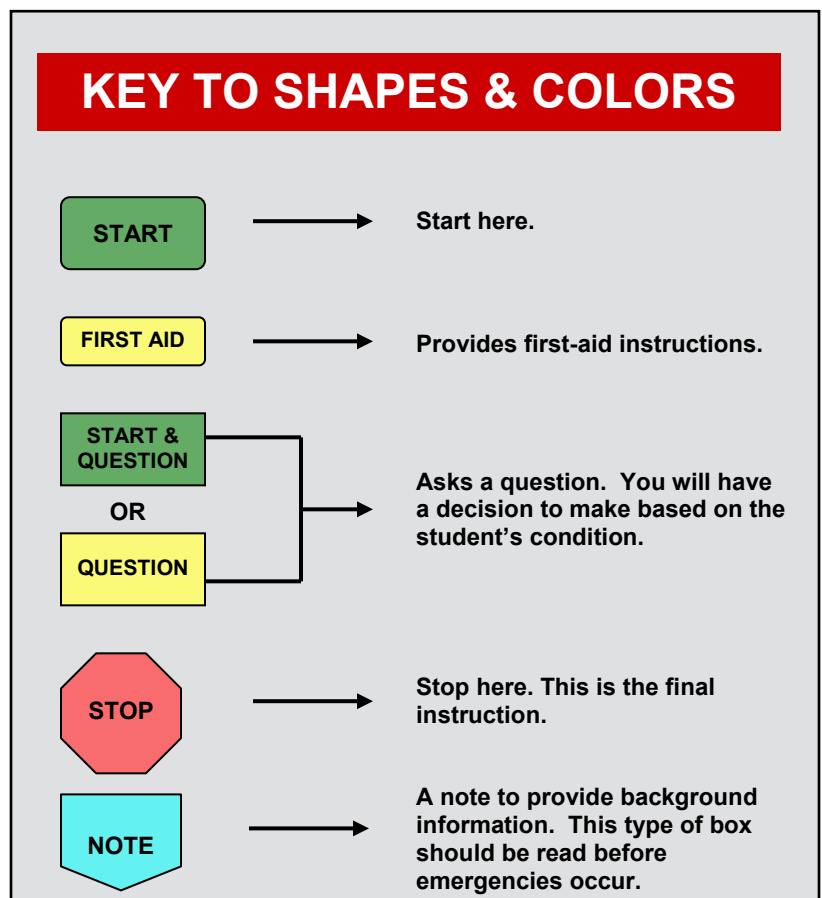 KEY TO SHAPES & COLORS
START
Start here.
FIRST AID
Provides first-aid instructions.
START &
QUESTION
OR
QUESTION
Asks a question.  You will have
a decision to make based on the
student’s condition.
STOP
Stop here. This is the final
instruction.
NOTE
A note to provide background
information.  This type of box
should be read before
emergencies occur.